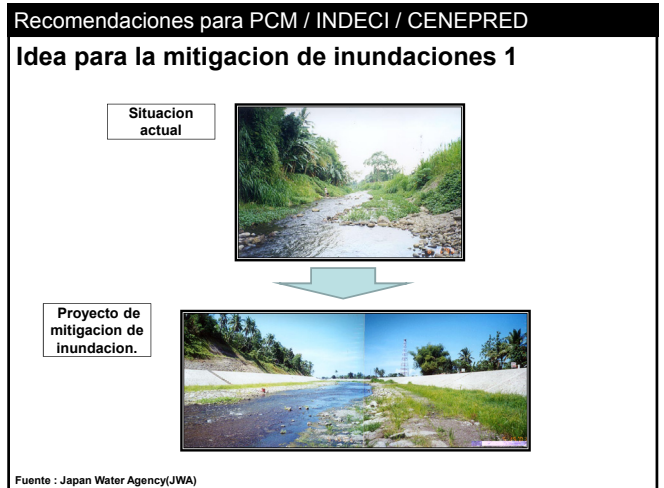 Recomendaciones para PCM / INDECI / CENEPRED
Idea para la mitigacion de inundaciones 1
Situacion
actual
Proyecto de
mitigacion de
inundacion.
Fuente : Japan Water Agency(JWA)